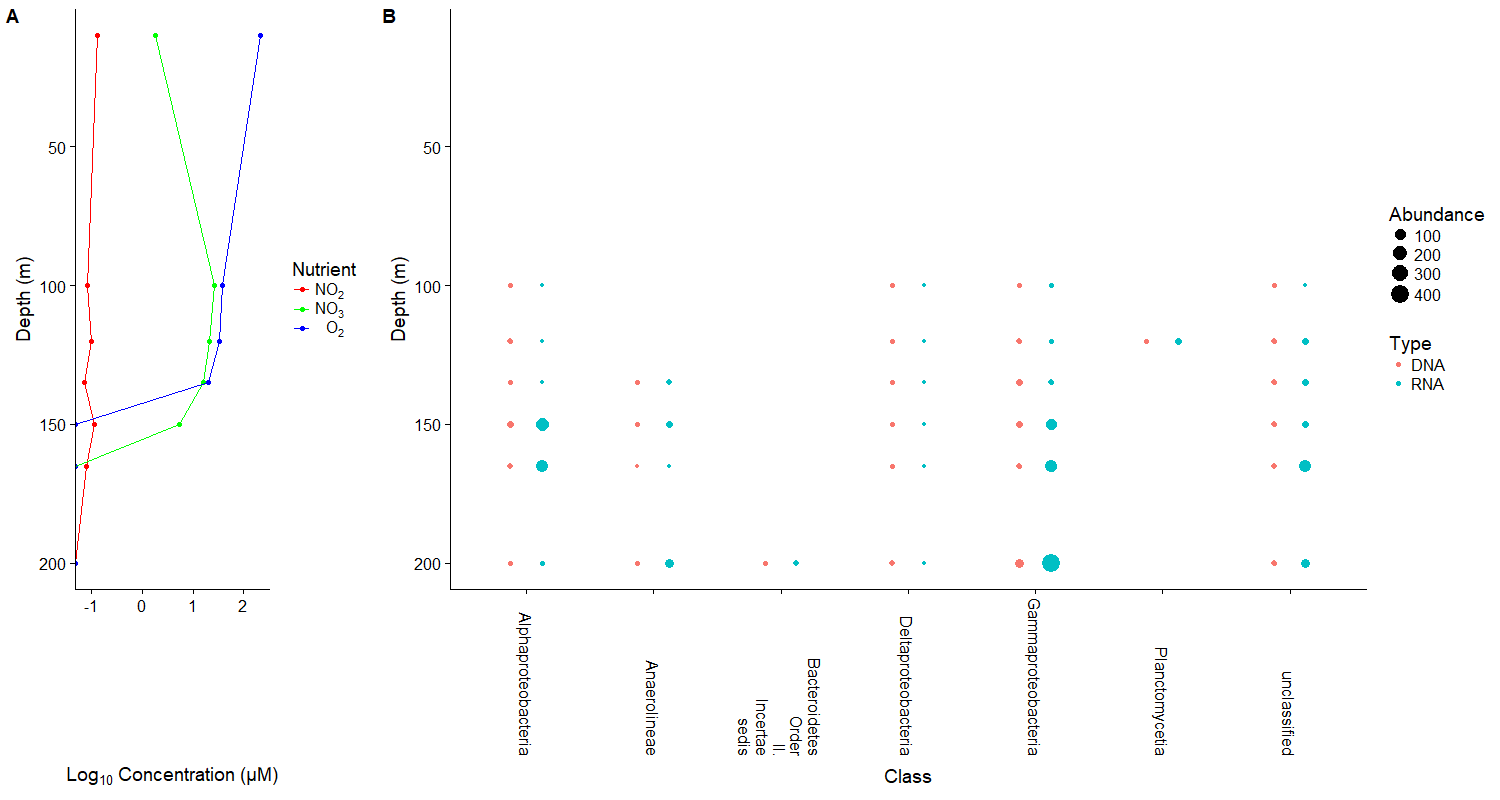 A
Depth (m)
50
100
150
200
-1 0 1 2
Log10 Concentration (µM)
Nutrient
NO2
NO3
O2
B
Depth (m)
50
100
150
200
Alphaproteobacteria
Anaerolineae
Bacteroidetes
Order
II.
Incertae
sedis
Deltaproteobacteria
Gammaproteobacteria
Planctomycetia
unclassified
Class
Abundance
100
200
300
400
Type
DNA
RNA